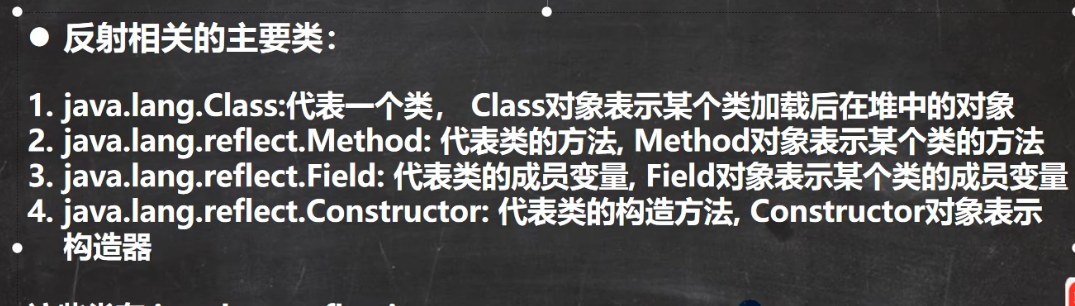 ● 反射相关的主要类：
1. java.lang.Class:代表一个类， Class对象表示某个类加载后在堆中的对象
2. java.lang.reflect.Method: 代表类的方法, Method对象表示某个类的方法
3. java.lang.reflect.Field: 代表类的成员变量, Field对象表示某个类的成员变量
4. java.lang.reflect.Constructor: 代表类的构造方法, Constructor对象表示
构造器